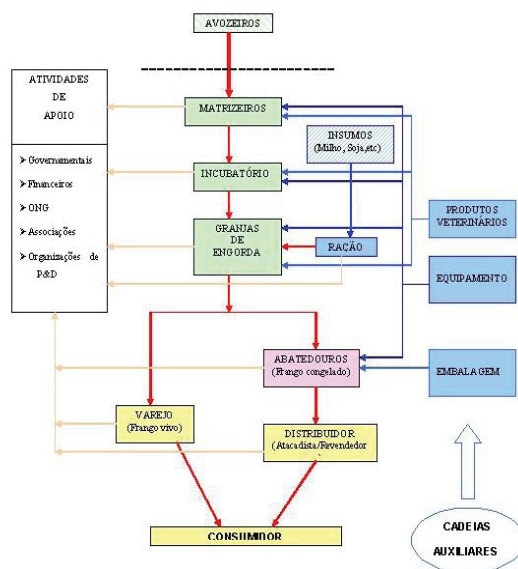 AVOZEIROS
ATIVIDADES
DE
APOIO
MATRIZEIROS
INSUMOS
(Milho, Soja,etc)
➢ Governamentais
➢ Financeiros
➢ ONG
➢ Associações
➢ Organizações de
P&D
INCUBATÓRIO
GRANJAS
DE
ENGORDA
RAÇÃO
PRODUTOS
VETERINÁRIOS
EQUIPAMENTO
ABATEDOUROS
(Frango congelado)
EMBALAGEM
VAREJO
(Frango vivo)
DISTRIBUIDOR
(Atacadista/Revendedor
CONSUMIDOR
CADEIAS
AUXILIARES